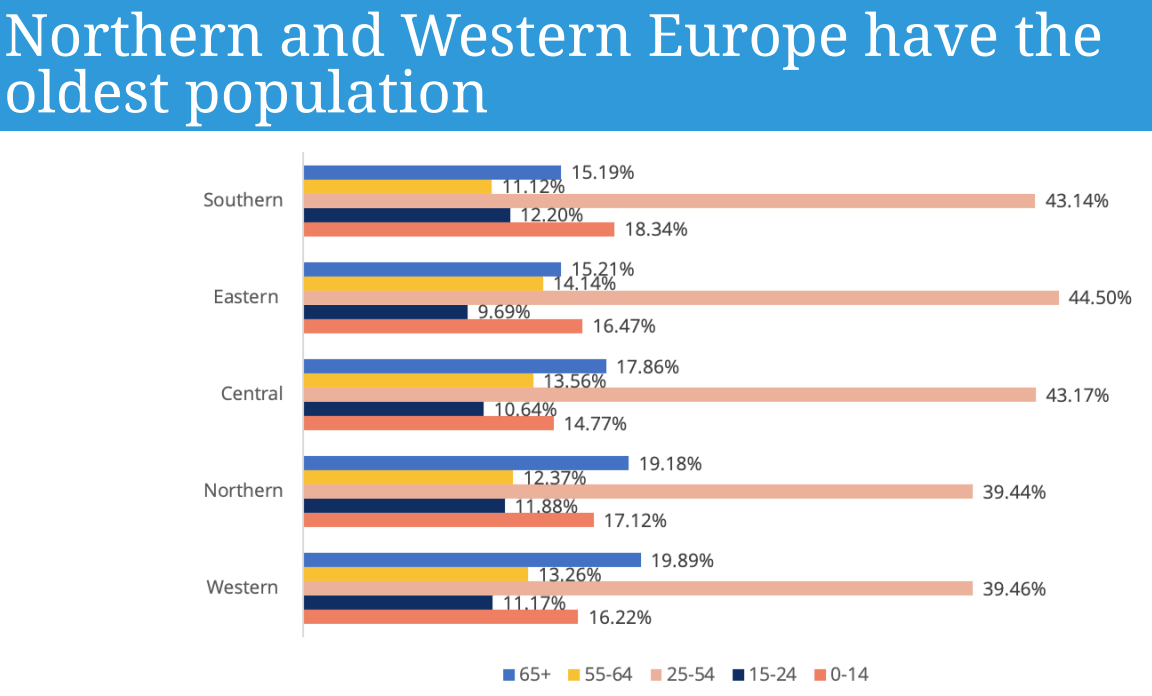 Northern and Western Europe have the
oldest population
15.19%
11.12%
Southern 43.14%
12.20%
18.34%
15.21%
14.14%
Eastern 44.50%
9.69%
16.47%
17.86%
13.56%
Central 43.17%
10.64%
14.77%
19.18%
12.37%
Northern 39.44%
11.88%
17.12%
19.89%
13.26%
Western 39.46%
11.17%
16.22%
65+ 55-64 25-54 15-24 0-14